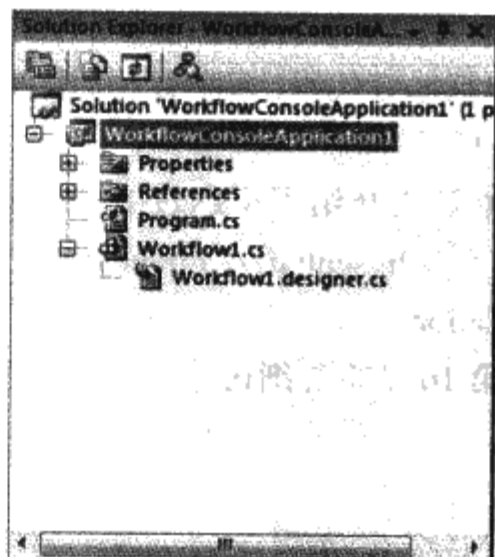 Solution Explorer - WorkflowConsoleA...
Solution 'WorkflowConsoleApplication1' (1 p
WorkflowConsoleApplication1
Properties
References
Program.cs
Workflow1.cs
Workflow1.designer.cs